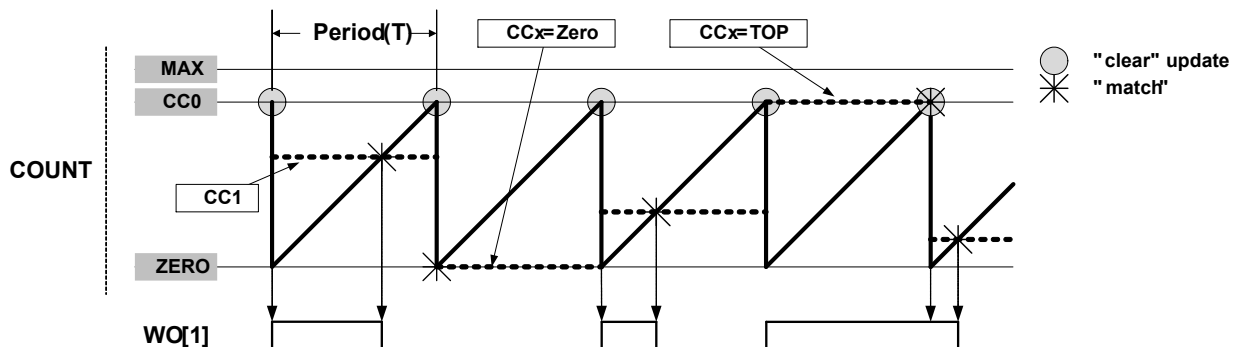 Period(T)
CCx=Zero
CCx=TOP
"clear" update
"match"
MAX
CC0
COUNT
CC1
ZERO
WO[1]